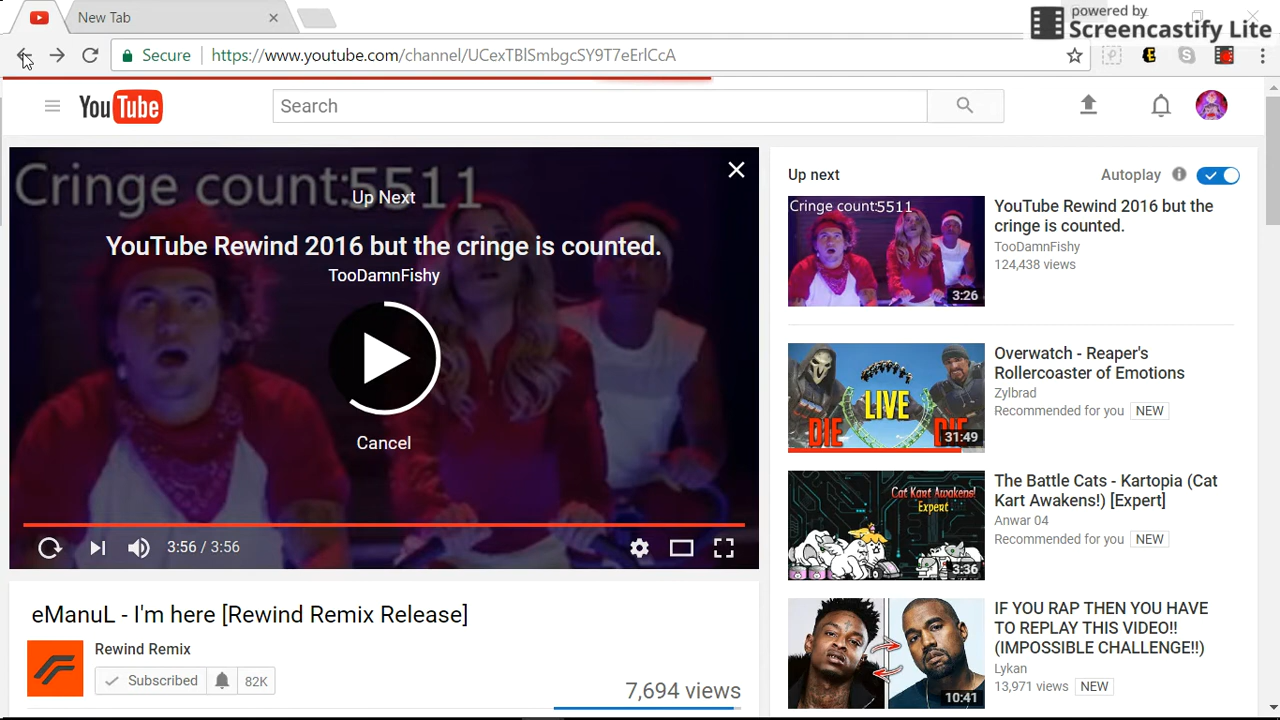 powered by
Screencastify Lite
New Tab
Secure
https://www.youtube.com/channel/UCexTBlSmbgcSY9T7eErlCcA
YouTube
Search
Cringe count:5511
Up Next
YouTube Rewind 2016 but the cringe is counted.
TooDamnFishy
Cancel
3:56 / 3:56
eManuL - I'm here [Rewind Remix Release]
Rewind Remix
Subscribed
82K
7,694 views
Up next
Autoplay
Cringe count:5511
3:26
YouTube Rewind 2016 but the
cringe is counted.
TooDamnFishy
124,438 views
DIE
LIVE
DIE
31:49
Overwatch - Reaper's
Rollercoaster of Emotions
Zylbrad
Recommended for you NEW
Cat Kart Awakens!
Expert
3:36
The Battle Cats - Kartopia (Cat
Kart Awakens!) [Expert]
Anwar 04
Recommended for you NEW
10:41
IF YOU RAP THEN YOU HAVE
TO REPLAY THIS VIDEO!!
(IMPOSSIBLE CHALLENGE!!)
Lykan
13,971 views NEW